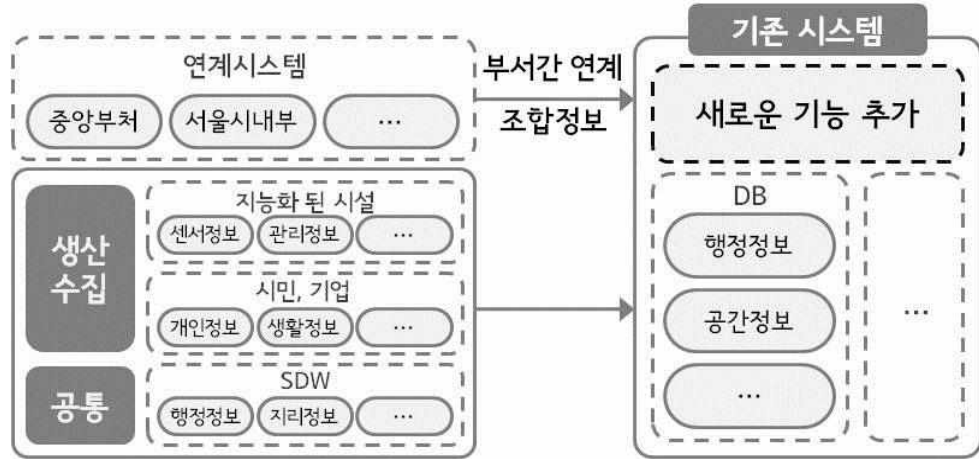 연계시스템
중앙부처
서울시내부
...
부서간 연계
조합정보
기존 시스템
새로운 기능 추가
생산
수집
지능화 된 시설
센서정보
관리정보
...
시민, 기업
개인정보
생활정보
...
공통
SDW
행정정보
지리정보
...
DB
행정정보
공간정보
...
...